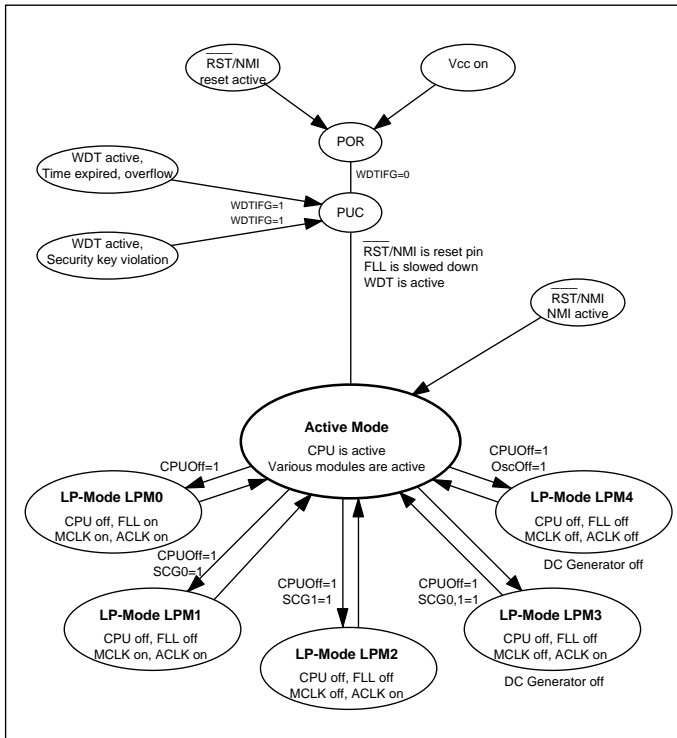 RST/NMI
reset active
Vcc on
POR
WDTIFG=0
WDT active,
Time expired, overflow
WDTIFG=1
WDTIFG=1
PUC
WDT active,
Security key violation
RST/NMI is reset pin
FLL is slowed down
WDT is active
RST/NMI
NMI active
Active Mode
CPU is active
Various modules are active
CPUOff=1
CPUOff=1
OscOff=1
LP-Mode LPM0
CPU off, FLL on
MCLK on, ACLK on
LP-Mode LPM4
CPU off, FLL off
MCLK off, ACLK off
DC Generator off
CPUOff=1
SCG0=1
CPUOff=1
SCG1=1
CPUOff=1
SCG0,1=1
LP-Mode LPM1
CPU off, FLL off
MCLK on, ACLK on
LP-Mode LPM2
CPU off, FLL off
MCLK off, ACLK on
LP-Mode LPM3
CPU off, FLL off
MCLK off, ACLK on
DC Generator off